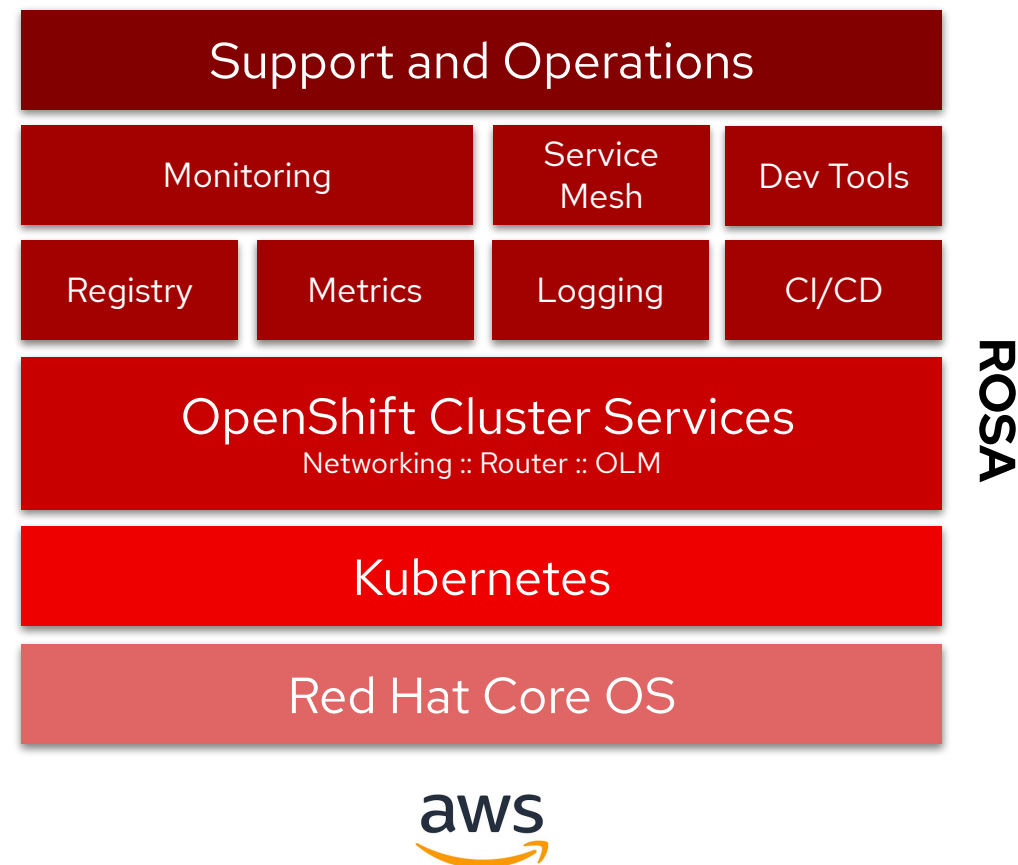 Support and Operations
Monitoring
Service
Mesh
Dev Tools
Registry
Metrics
Logging
CI/CD
OpenShift Cluster Services
Networking :: Router :: OLM
Kubernetes
Red Hat Core OS
ROSA
aws